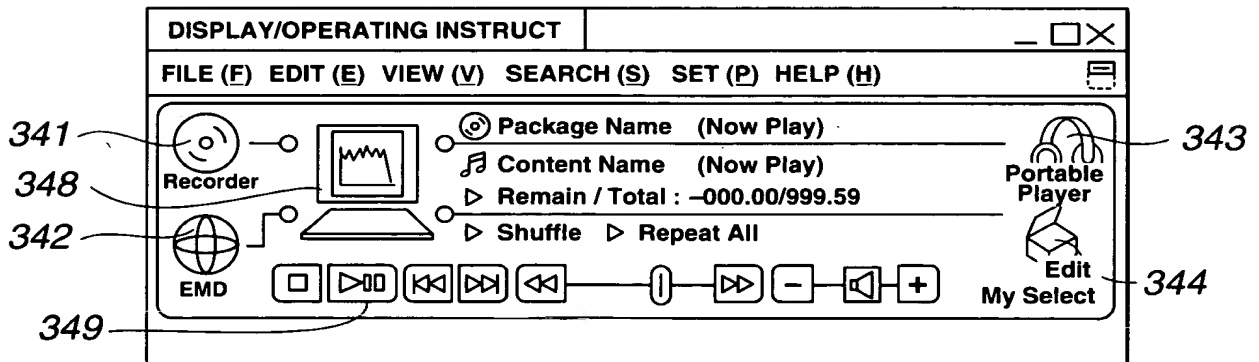 DISPLAY/OPERATING INSTRUCT
FILE (F) EDIT (E) VIEW (V) SEARCH (S) SET (P) HELP (H)
341
Recorder
348
342
EMD
349
Package Name (Now Play)
Content Name (Now Play)
Remain / Total : –000.00/999.59
Shuffle Repeat All
343
Portable
Player
Edit
344
My Select